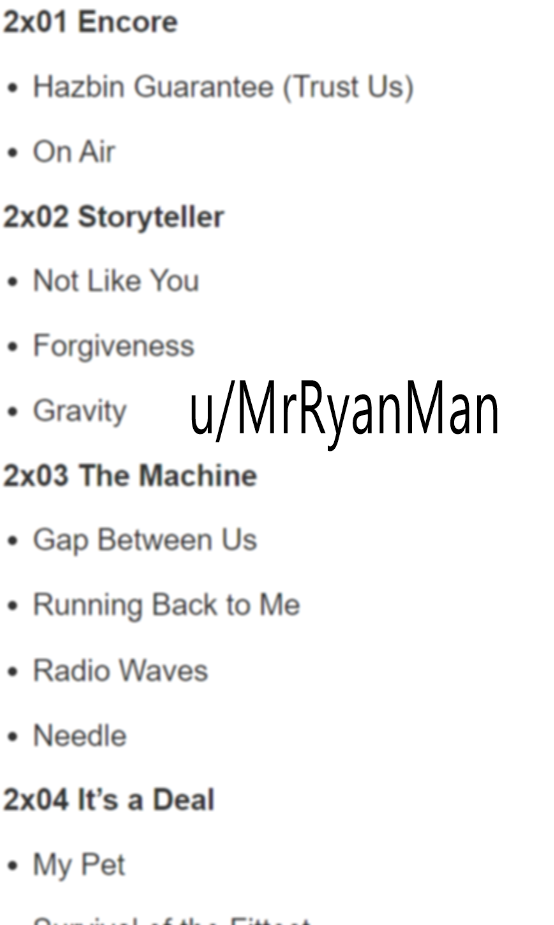 2x01 Encore
• Hazbin Guarantee (Trust Us)
• On Air
2x02 Storyteller
• Not Like You
• Forgiveness
• Gravity
u/MrRyanMan
2x03 The Machine
• Gap Between Us
• Running Back to Me
• Radio Waves
• Needle
2x04 It’s a Deal
• My Pet